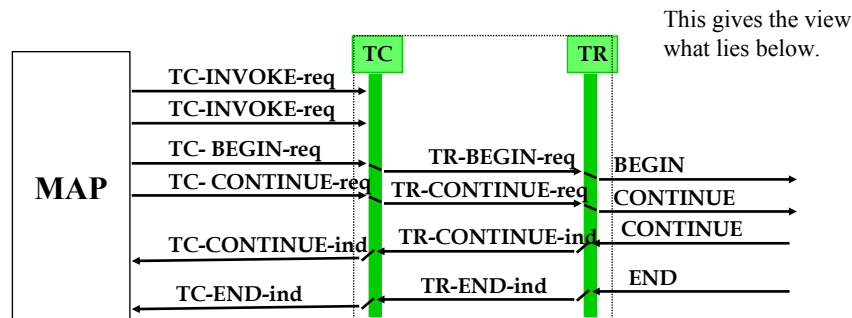 This gives the view
what lies below.
TC
TR
TC-INVOKE-req
TC-INVOKE-req
TC- BEGIN-req
TR-BEGIN-req
BEGIN
MAP
TC- CONTINUE-req
TR-CONTINUE-req
CONTINUE
TC-CONTINUE-ind
TR-CONTINUE-ind
CONTINUE
TC-END-ind
TR-END-ind
END